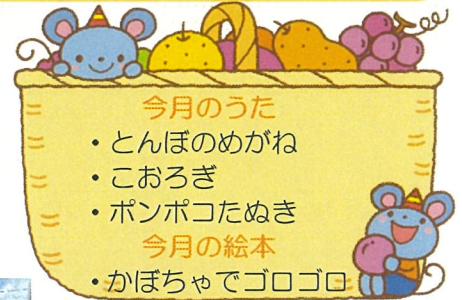 今月のうた
・とんぼのめがね
・こおろぎ
・ポンポコたぬき
今月の絵本
・かぼちゃでゴロゴロ